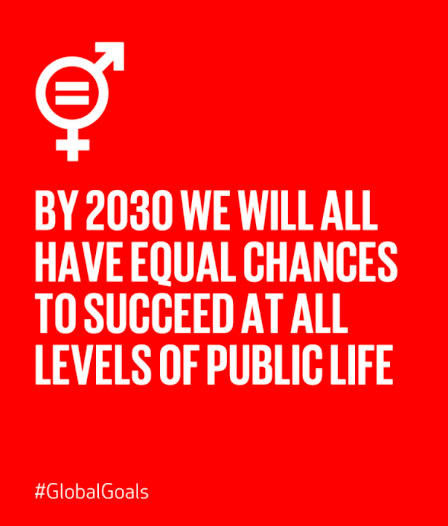 BY 2030 WE WILL ALL
HAVE EQUAL CHANCES
TO SUCCEED AT ALL
LEVELS OF PUBLIC LIFE
#GlobalGoals